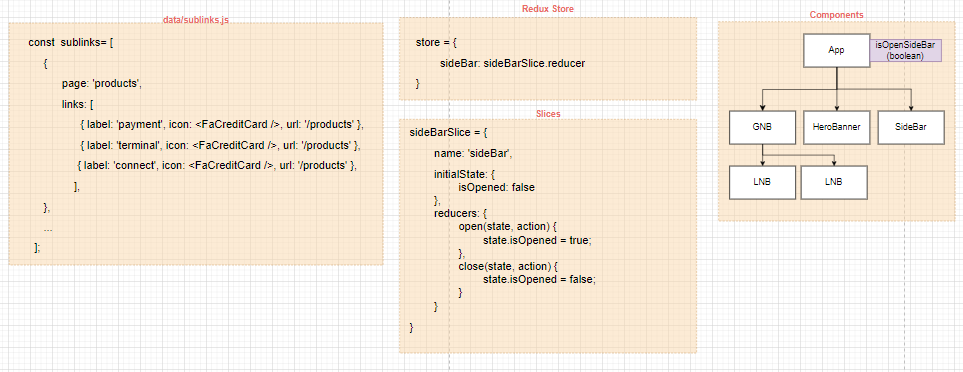 data/sublinks.js
const sublinks= [
{
page: 'products',
links: [
{ label: 'payment', icon: <FaCreditCard />, url: '/products' },
{ label: 'terminal', icon: <FaCreditCard />, url: '/products' },
{ label: 'connect', icon: <FaCreditCard />, url: '/products' },
],
},
...
];
Redux Store
store = {
sideBar: sideBarSlice.reducer
}
Slices
sideBarSlice = {
name: 'sideBar',
initialState: {
isOpened: false
},
reducers: {
open(state, action) {
state.isOpened = true;
},
close(state, action) {
state.isOpened = false;
}
}
}
Components
App
isOpenSideBar
(boolean)
GNB
HeroBanner
SideBar
LNB
LNB